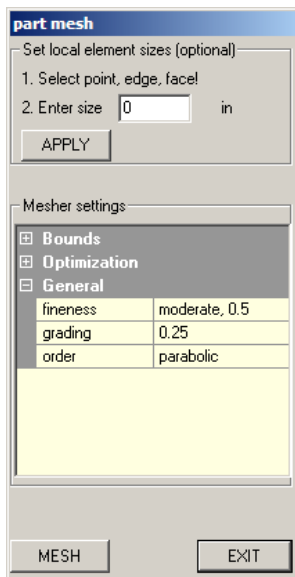 part mesh
Set local element sizes (optional)
1. Select point, edge, face!
2. Enter size 0 in
APPLY
Mesher settings
Bounds
Optimization
General
fineness moderate, 0.5
grading 0.25
order parabolic
MESH EXIT